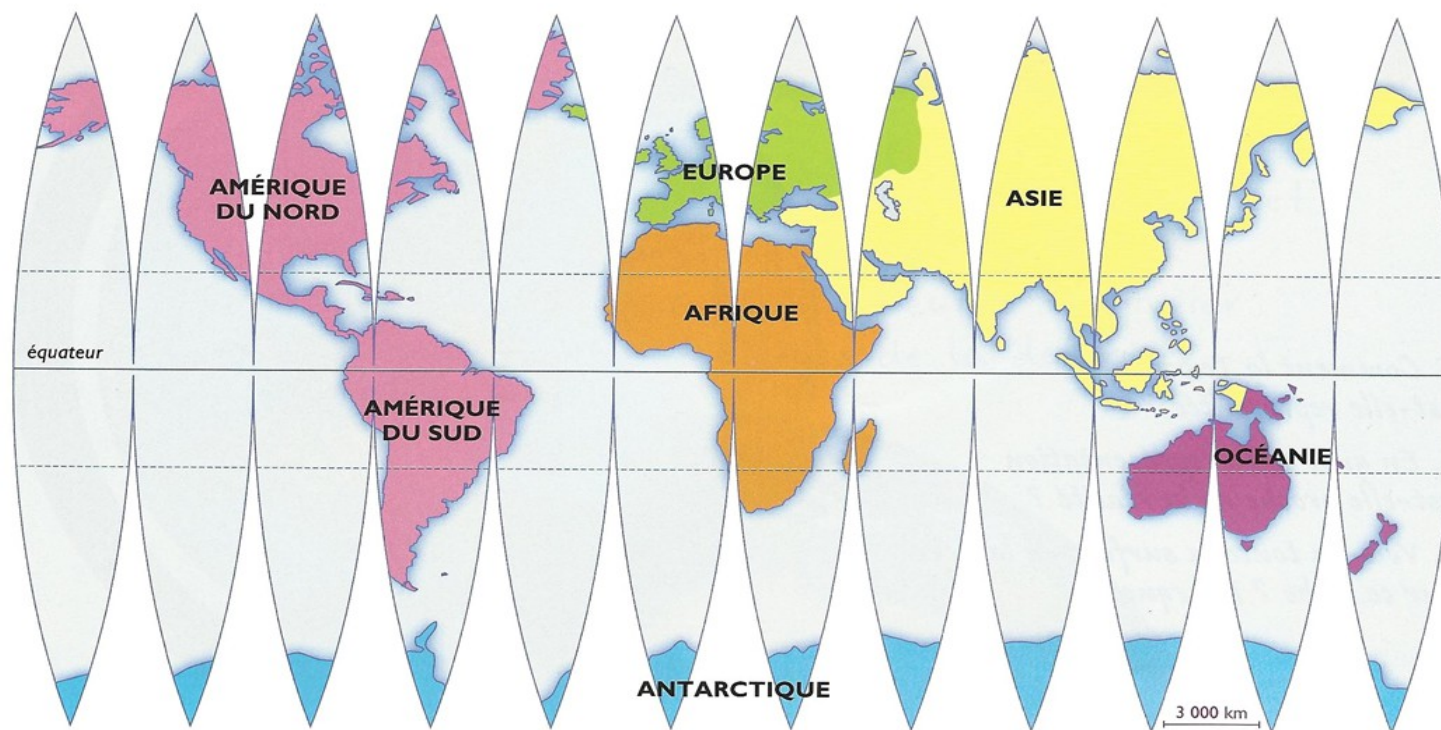 AMÉRIQUE
DU NORD
EUROPE
ASIE
AFRIQUE
équateur
AMÉRIQUE
DU SUD
OCÉANIE
ANTARCTIQUE
3 000 km